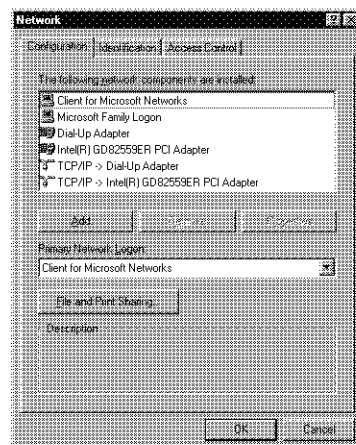 Network
Configuration Identification Access Control
The following network components are installed:
Client for Microsoft Networks
Microsoft Family Logon
Dial-Up Adapter
Intel(R) GD82559ER PCI Adapter
TCP/IP -> Dial-Up Adapter
TCP/IP -> Intel(R) GD82559ER PCI Adapter
Add...
Primary Network Logon:
Client for Microsoft Networks
File and Print Sharing...
Description
OK Cancel